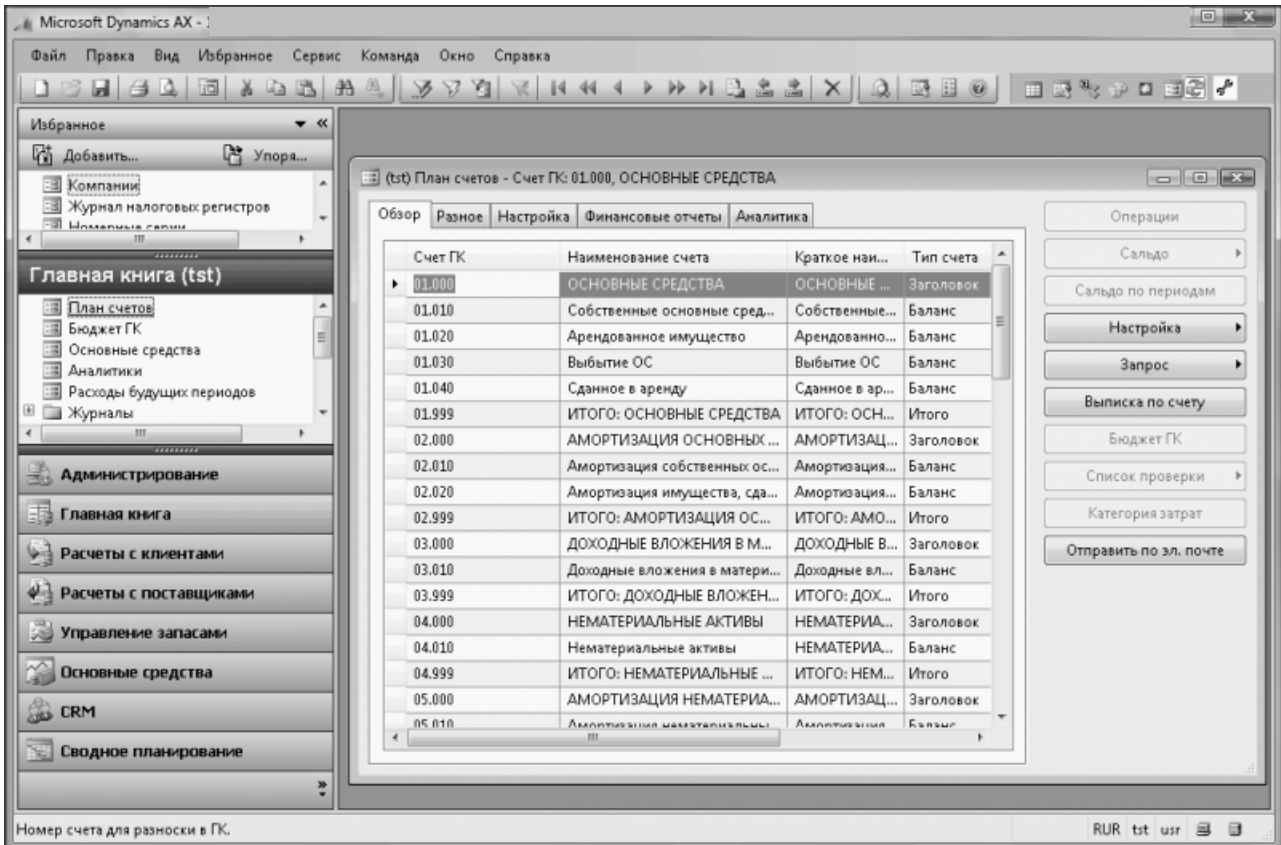 Microsoft Dynamics AX - 
Файл Правка Вид Избранное Сервис Команда Окно Справка
Избранное
Добавить... Упоря...
Компании
Журнал налоговых регистров
Номерные серии
Главная книга (tst)
План счетов
Бюджет ГК
Основные средства
Аналитики
Расходы будущих периодов
Журналы
Администрирование
Главная книга
Расчеты с клиентами
Расчеты с поставщиками
Управление запасами
Основные средства
CRM
Сводное планирование
(tst) План счетов - Счет ГК: 01.000, ОСНОВНЫЕ СРЕДСТВА
Обзор Разное Настройка Финансовые отчеты Аналитика
Счет ГК Наименование счета Краткое наи... Тип счета
01.000 ОСНОВНЫЕ СРЕДСТВА ОСНОВНЫЕ ... Заголовок
01.010 Собственные основные сред... Собственные... Баланс
01.020 Арендованное имущество Арендованно... Баланс
01.030 Выбытие ОС Выбытие ОС Баланс
01.040 Сданное в аренду Сданное в ар... Баланс
01.999 ИТОГО: ОСНОВНЫЕ СРЕДСТВА ИТОГО: ОСН... Итого
02.000 АМОРТИЗАЦИЯ ОСНОВНЫХ ... АМОРТИЗАЦ... Заголовок
02.010 Амортизация собственных ос... Амортизация... Баланс
02.020 Амортизация имущества, сда... Амортизация... Баланс
02.999 ИТОГО: АМОРТИЗАЦИЯ ОС... ИТОГО: АМО... Итого
03.000 ДОХОДНЫЕ ВЛОЖЕНИЯ В М... ДОХОДНЫЕ В... Заголовок
03.010 Доходные вложения в матери... Доходные вл... Баланс
03.999 ИТОГО: ДОХОДНЫЕ ВЛОЖЕН... ИТОГО: ДОХ... Итого
04.000 НЕМАТЕРИАЛЬНЫЕ АКТИВЫ НЕМАТЕРИА... Заголовок
04.010 Нематериальные активы НЕМАТЕРИА... Баланс
04.999 ИТОГО: НЕМАТЕРИАЛЬНЫЕ ... ИТОГО: НЕМ... Итого
05.000 АМОРТИЗАЦИЯ НЕМАТЕРИА... АМОРТИЗАЦ... Заголовок
05.010 Амортизация нематериальны... Амортизация... Баланс
Операции
Сальдо
Сальдо по периодам
Настройка
Запрос
Выписка по счету
Бюджет ГК
Список проверки
Категория затрат
Отправить по эл. почте
Номер счета для разноски в ГК.
RUR tst usr